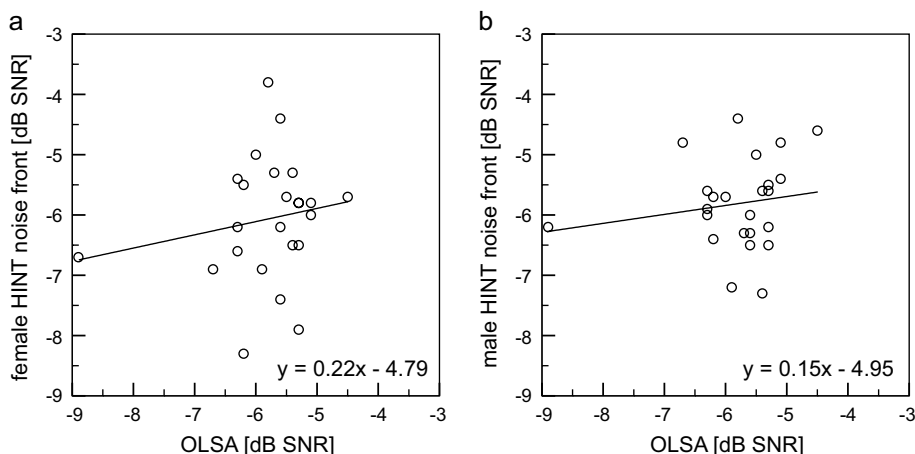 a
female HINT noise front [dB SNR]
-3
-4
-5
-6
-7
-8
-9
y = 0.22x - 4.79
-9 -8 -7 -6 -5 -4 -3
OLSA [dB SNR]
b
male HINT noise front [dB SNR]
-3
-4
-5
-6
-7
-8
-9
y = 0.15x - 4.95
-9 -8 -7 -6 -5 -4 -3
OLSA [dB SNR]